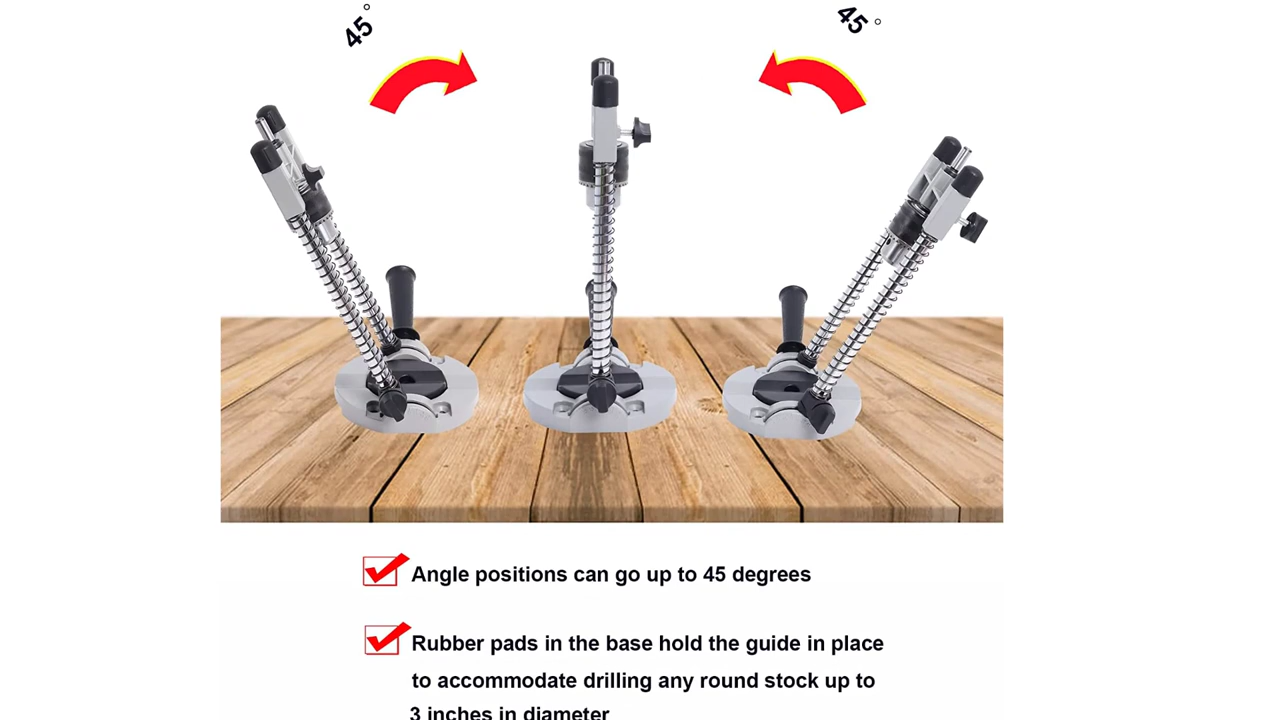 45°
45°
Angle positions can go up to 45 degrees
Rubber pads in the base hold the guide in place
to accommodate drilling any round stock up to
3 inches in diameter